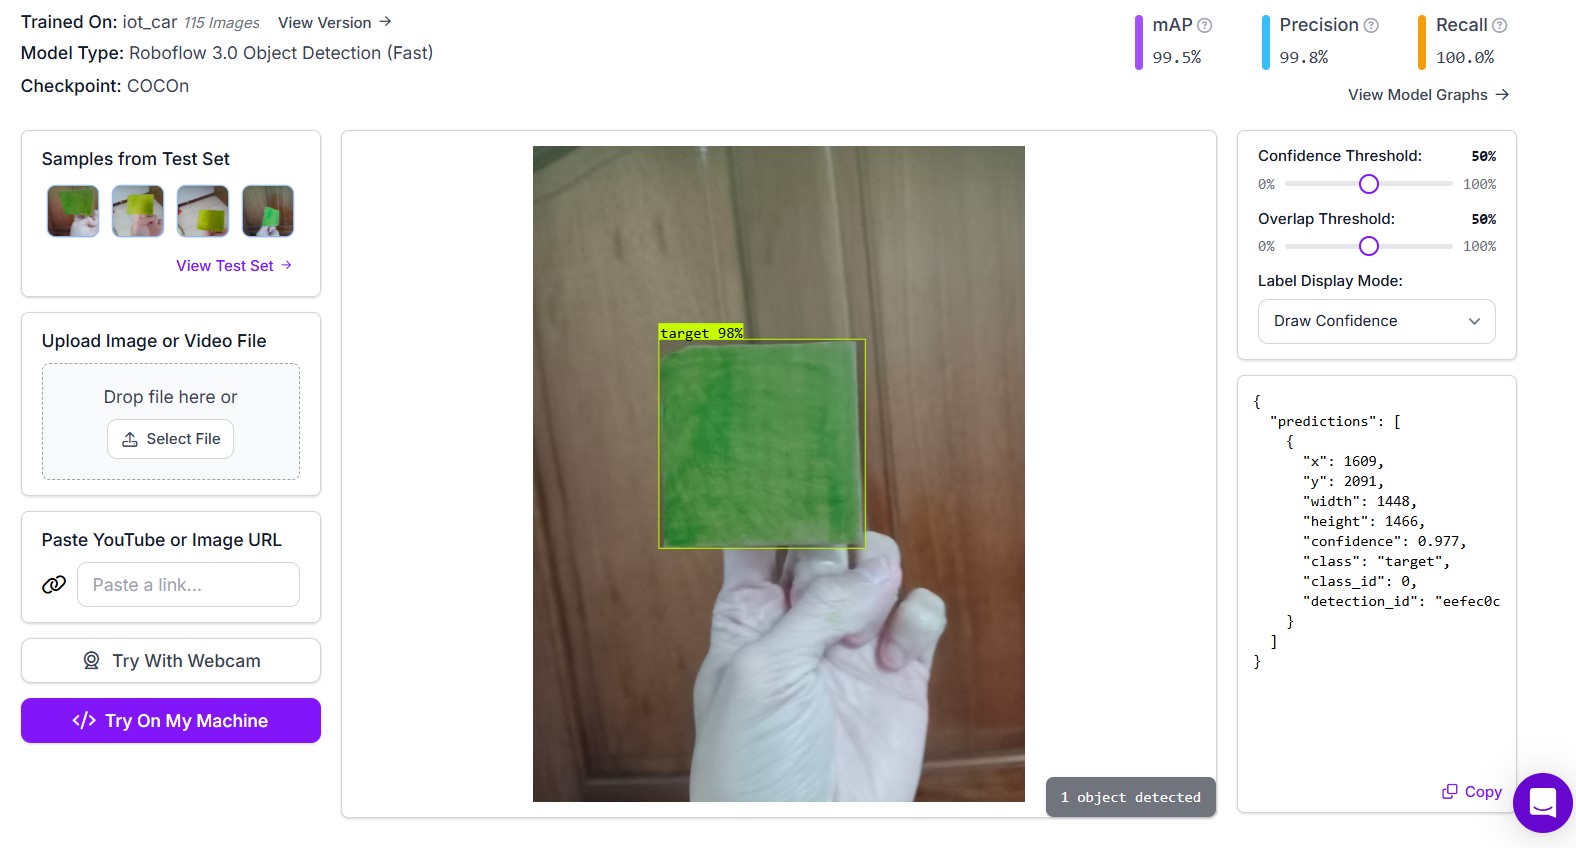 Trained On: iot_car 115 Images View Version →
Model Type: Roboflow 3.0 Object Detection (Fast)
Checkpoint: COCOn
mAP
99.5%
Precision
99.8%
Recall
100.0%
View Model Graphs →
Samples from Test Set
View Test Set →
Upload Image or Video File
Drop file here or
Select File
Paste YouTube or Image URL
Paste a link...
Try With Webcam
</> Try On My Machine
target 98%
1 object detected
Confidence Threshold: 50%
0% 100%
Overlap Threshold: 50%
0% 100%
Label Display Mode:
Draw Confidence
{
"predictions": [
{
"x": 1609,
"y": 2091,
"width": 1448,
"height": 1466,
"confidence": 0.977,
"class": "target",
"class_id": 0,
"detection_id": "eefec0c
}
]
}
Copy